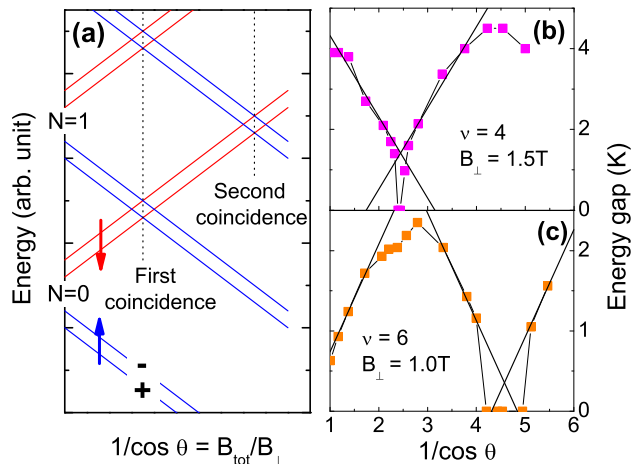 (a)
Energy (arb. unit)
N=1
N=0
Second
coincidence
First
coincidence
-
+
1/cos θ = B_tot/B_⊥
(b)
4
2
0
ν = 4
B_⊥ = 1.5T
Energy gap (K)
(c)
2
1
0
ν = 6
B_⊥ = 1.0T
1 2 3 4 5 6
1/cos θ